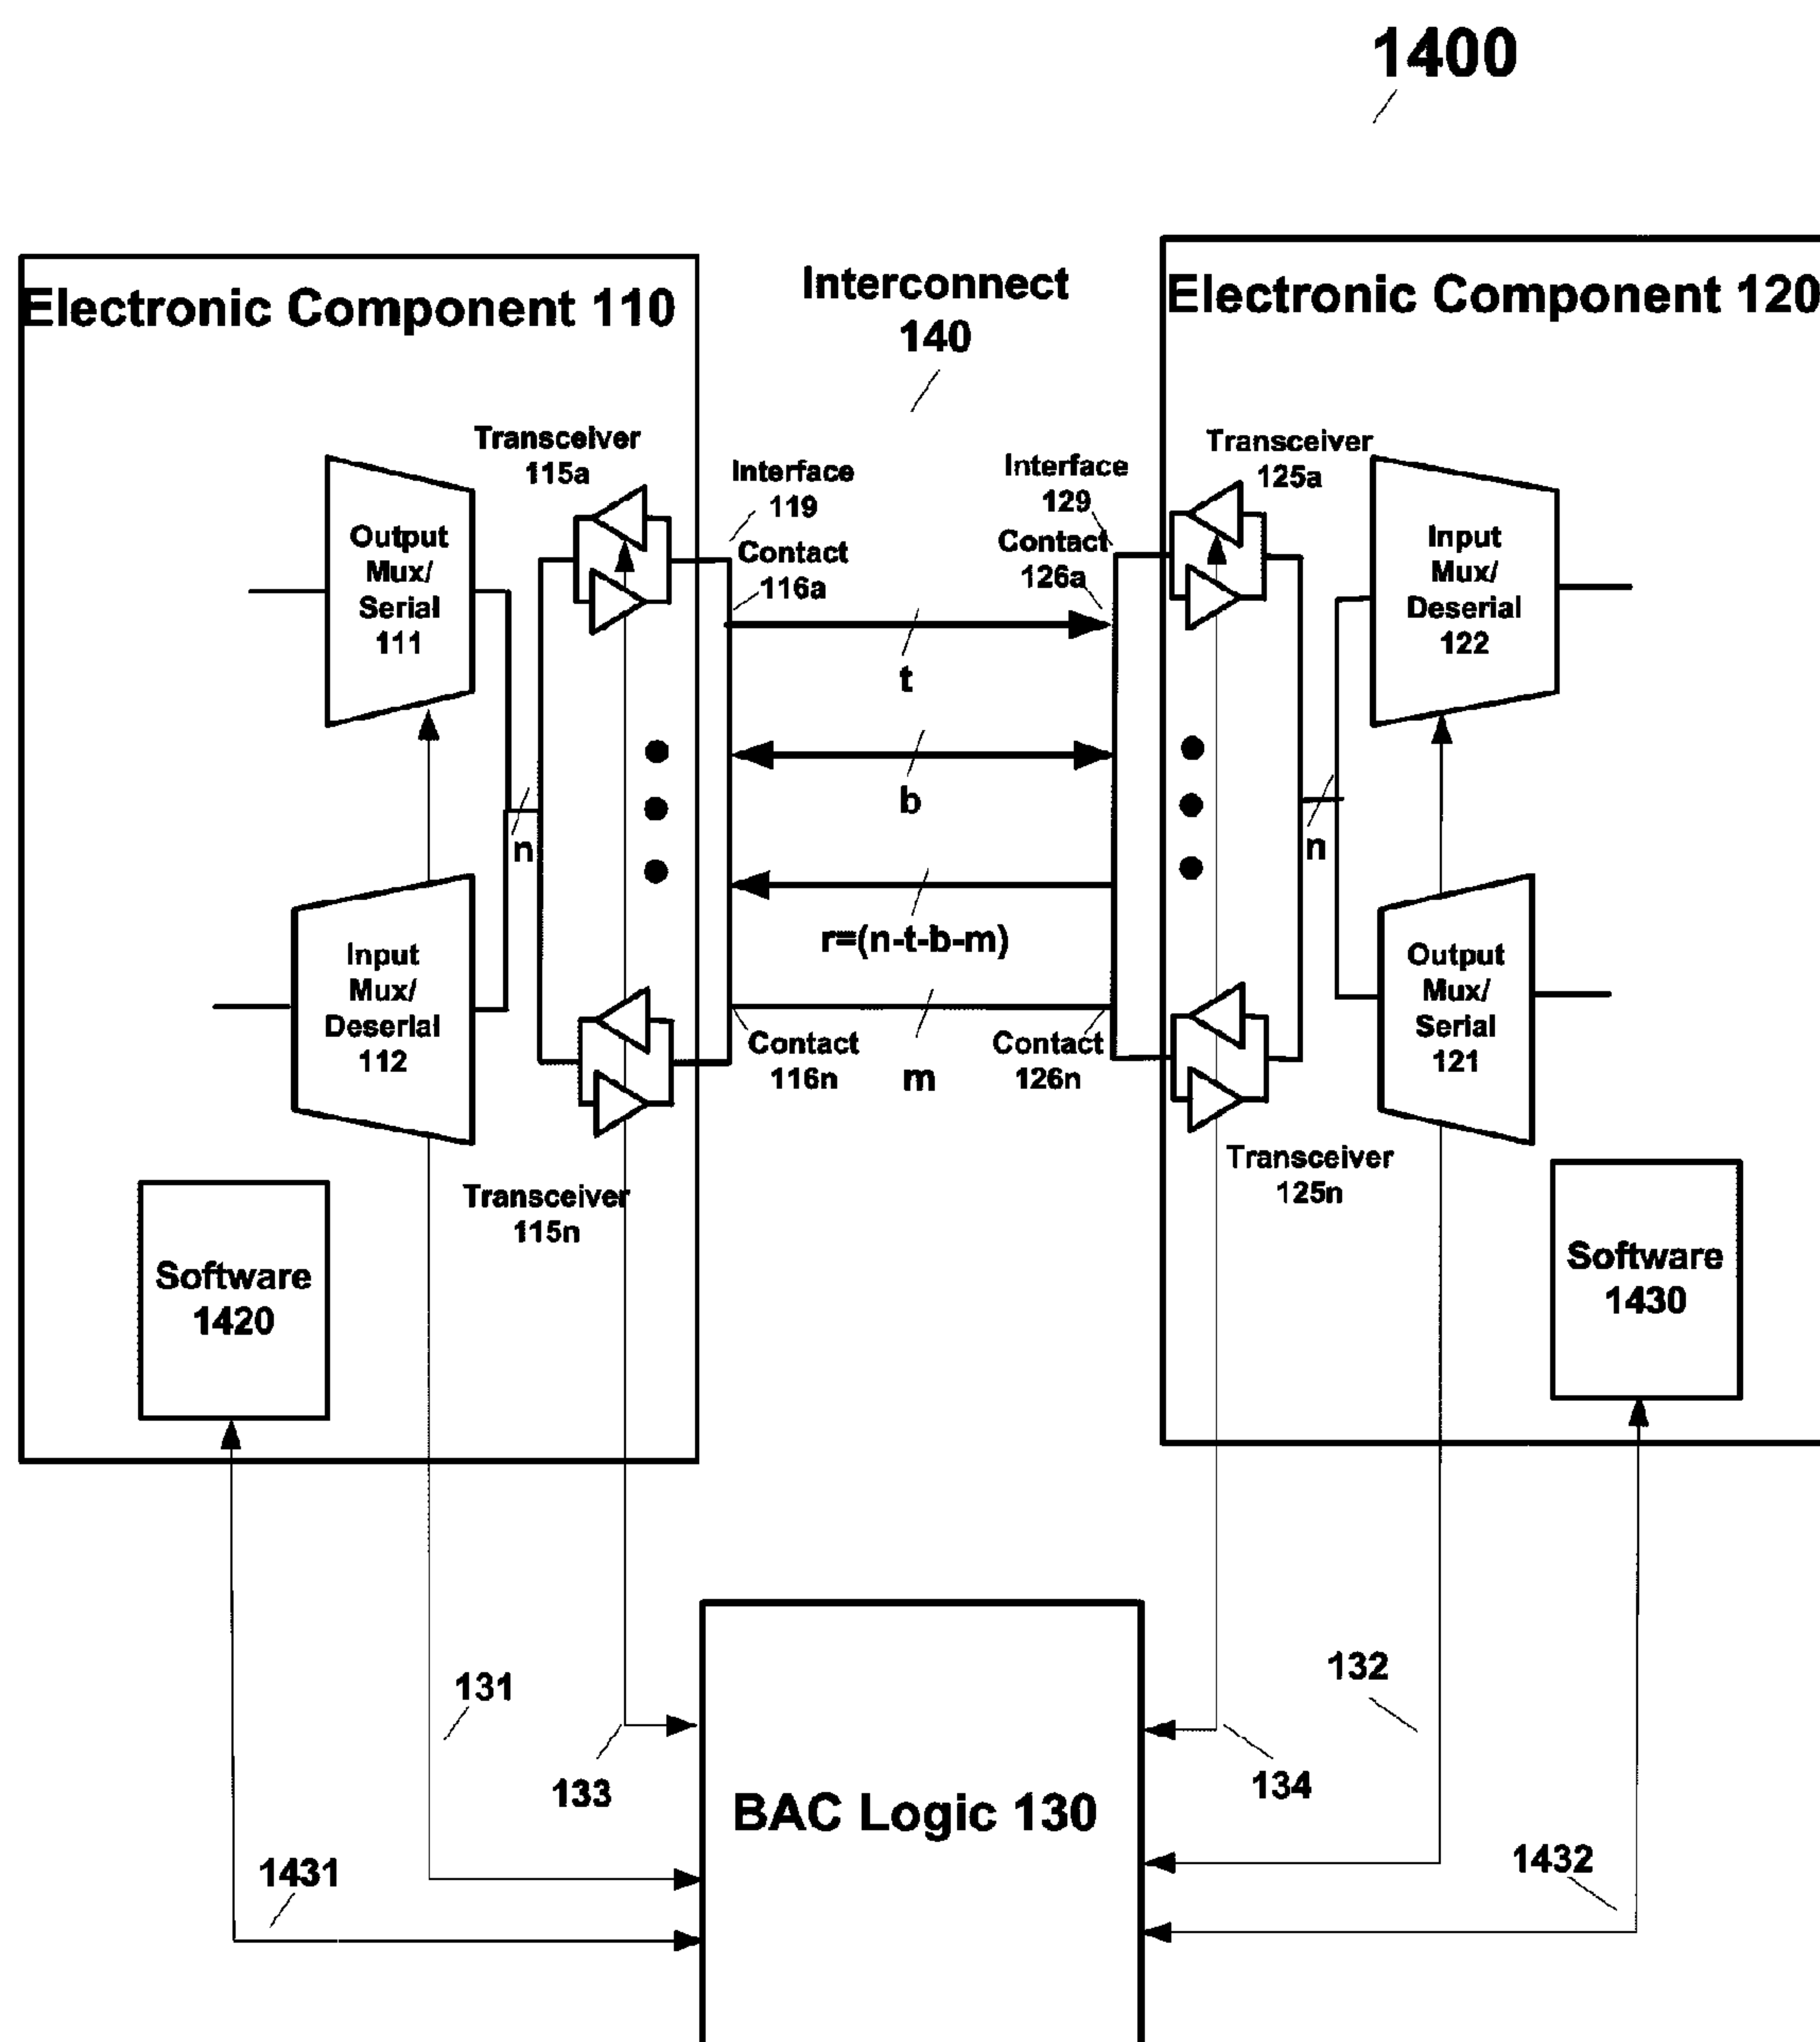 1400
Electronic Component 110
Interconnect
140
Electronic Component 120
Transceiver
115a
Interface
119
Contact
116a
Interface
129
Contact
126a
Transceiver
125a
Output
Mux/
Serial
111
Input
Mux/
Deserial
122
t
b
n
n
r=(n-t-b-m)
Input
Mux/
Deserial
112
Output
Mux/
Serial
121
Contact
116n
m
Contact
126n
Transceiver
115n
Transceiver
125n
Software
1420
Software
1430
131
132
133
134
BAC Logic 130
1431
1432